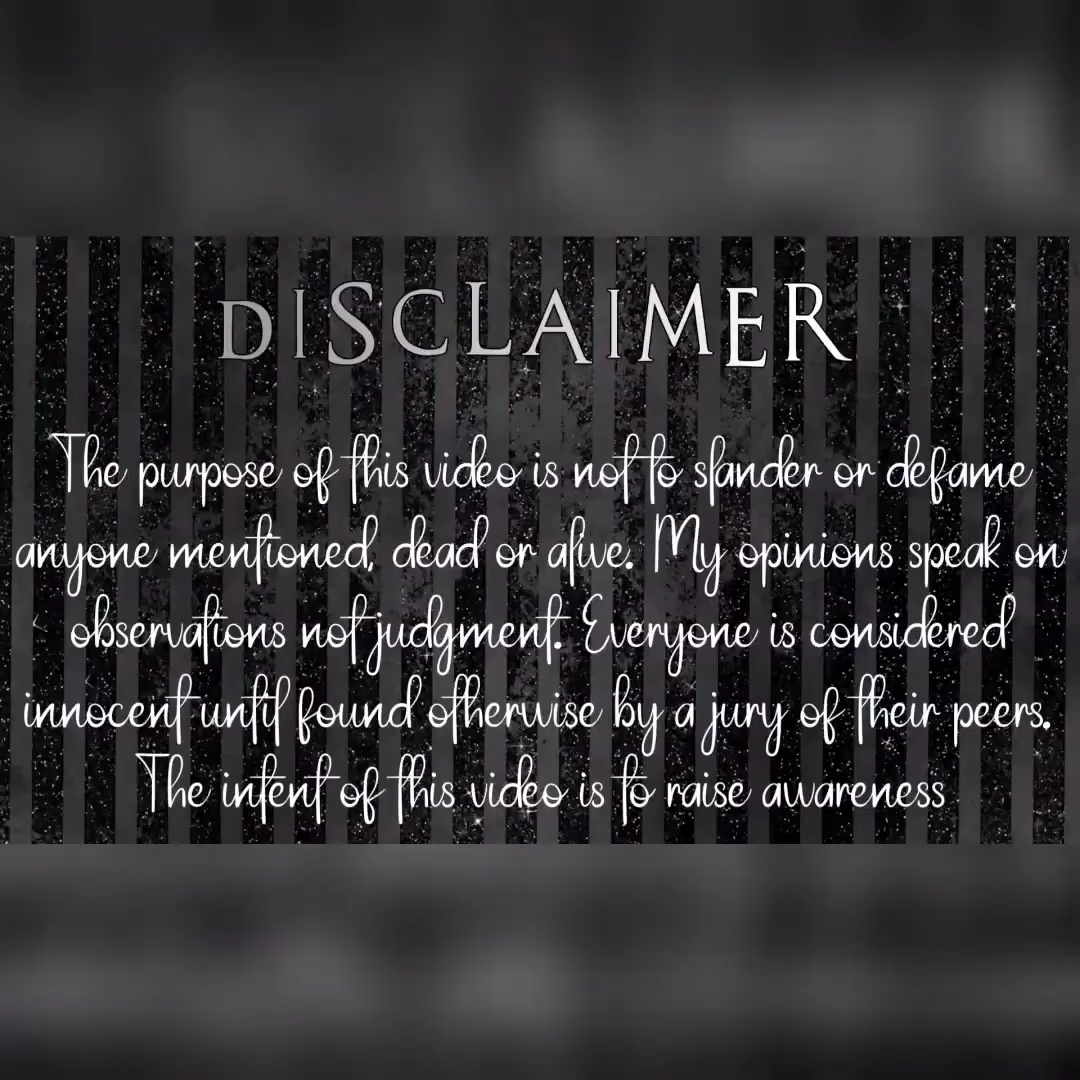 DISCLAIMER
The purpose of this video is not to slander or defame
anyone mentioned, dead or alive. My opinions speak on
observations not judgment. Everyone is considered
innocent until found otherwise by a jury of their peers.
The intent of this video is to raise awareness